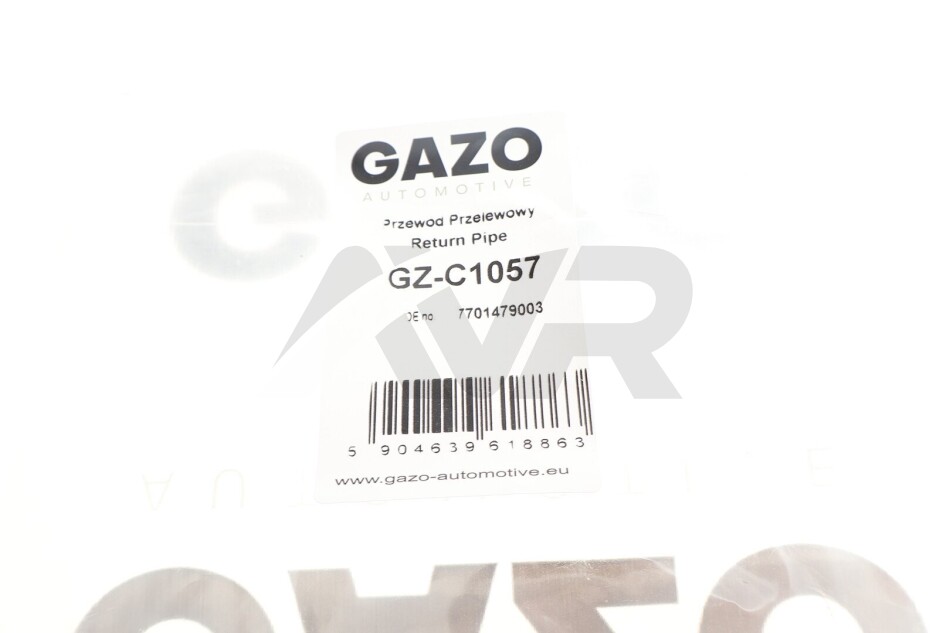 GAZO
AUTOMOTIVE
Przewod Przelewowy
Return Pipe
GZ-C1057
OE no 7701479003
5 904639 618863
www.gazo-automotive.eu